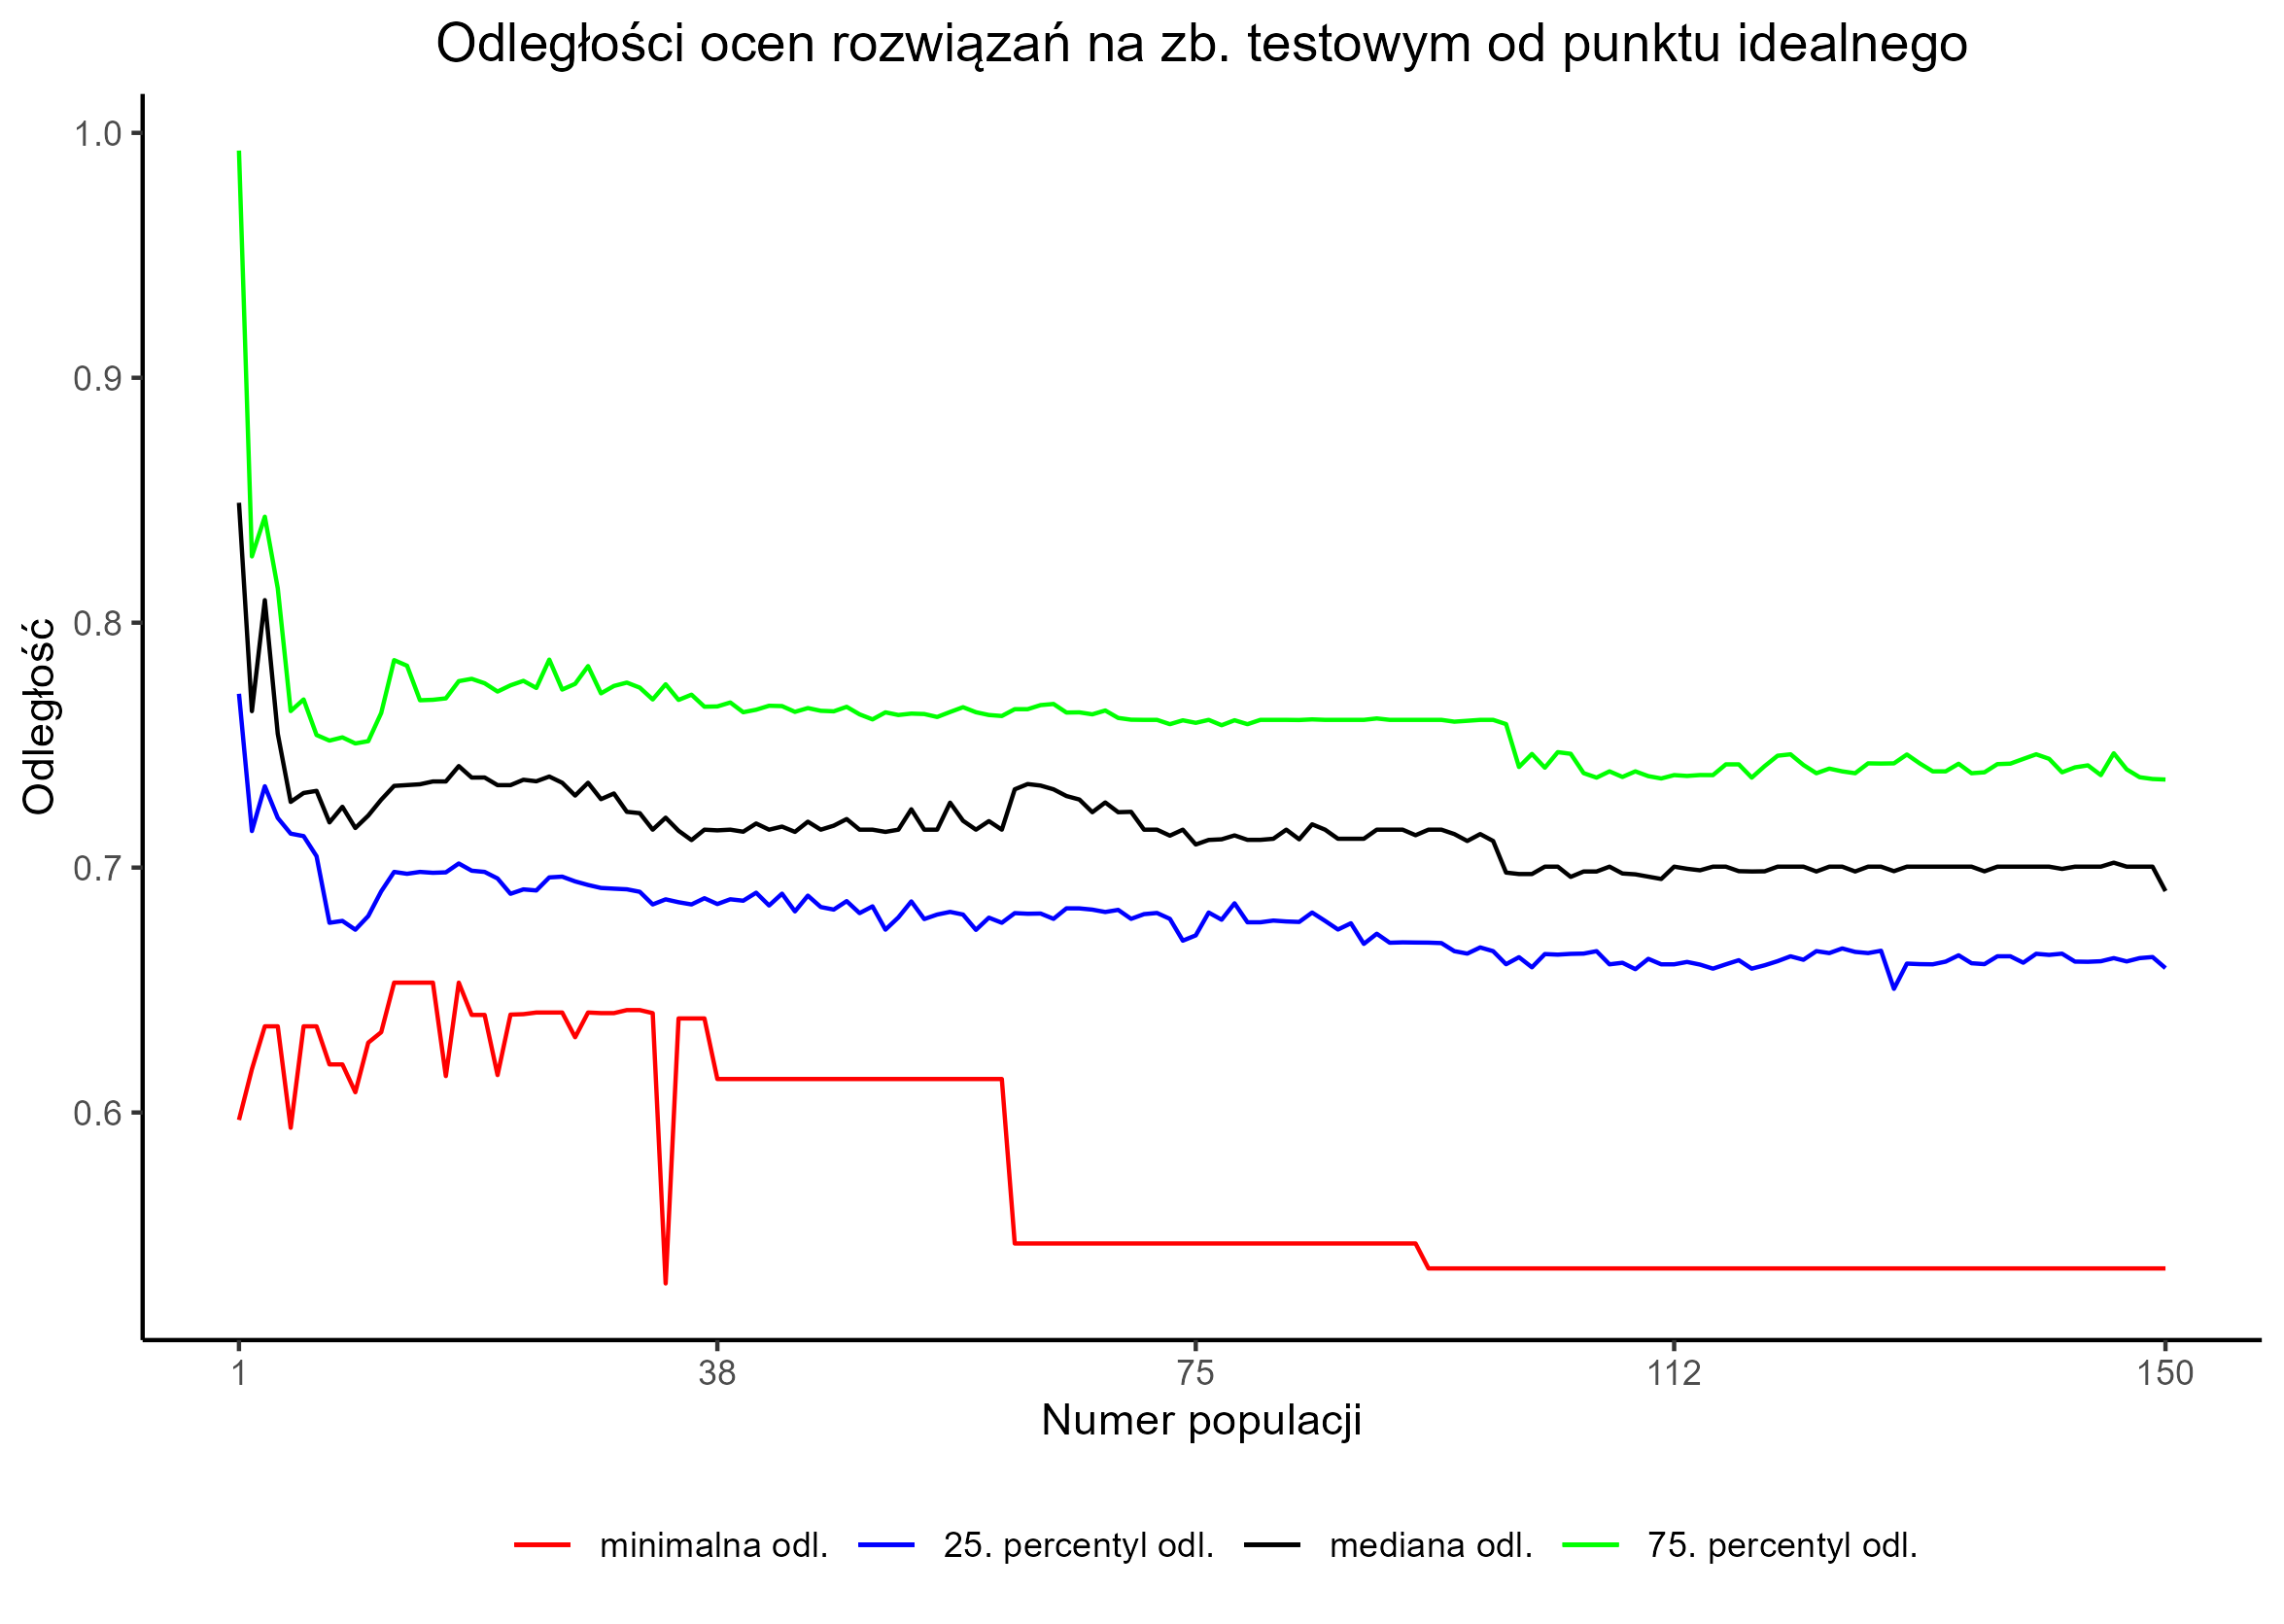 Odległości ocen rozwiązań na zb. testowym od punktu idealnego
Odległość
1.0
0.9
0.8
0.7
0.6
1 38 75 112 150
Numer populacji
minimalna odl. 25. percentyl odl. mediana odl. 75. percentyl odl.